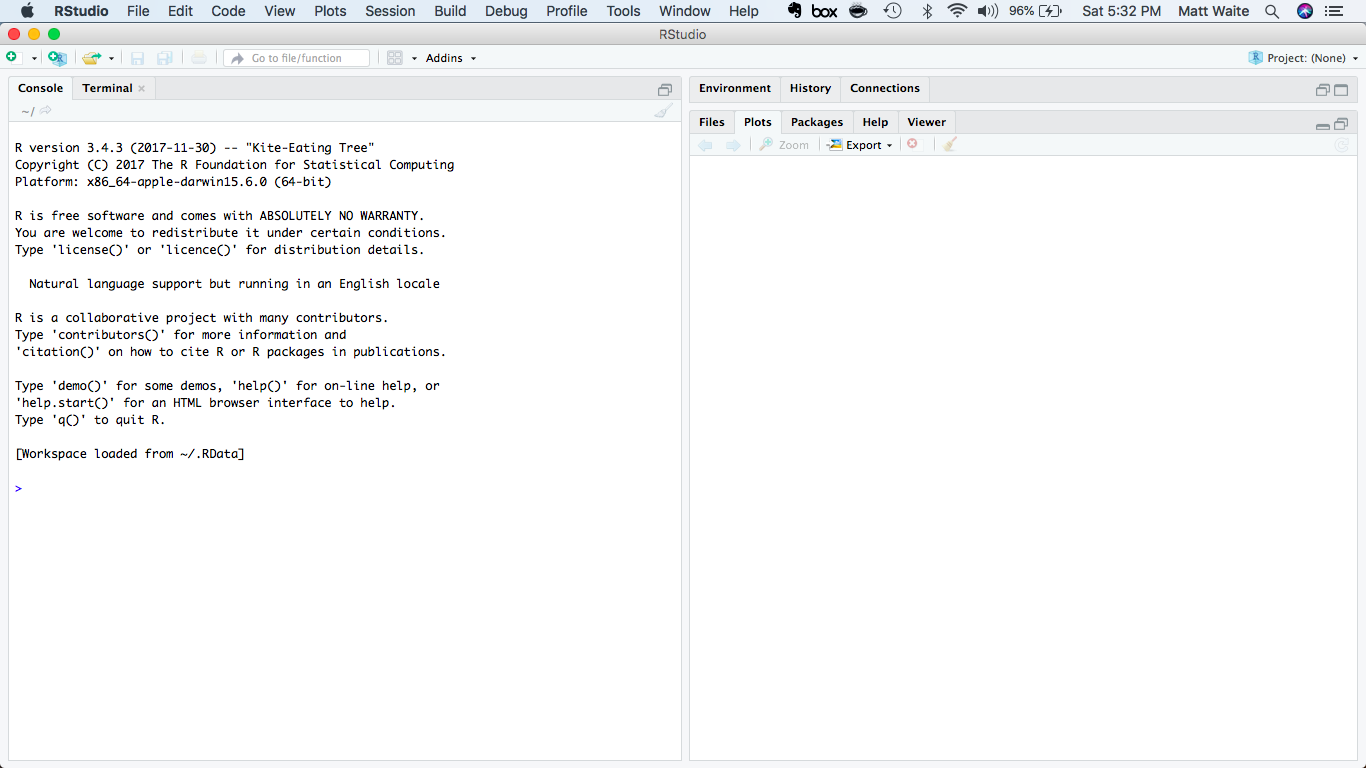 RStudio File Edit Code View Plots Session Build Debug Profile Tools Window Help box 96% Sat 5:32 PM Matt Waite
RStudio
Go to file/function Addins Project: (None)
Console Terminal
~/
R version 3.4.3 (2017-11-30) -- "Kite-Eating Tree"
Copyright (C) 2017 The R Foundation for Statistical Computing
Platform: x86_64-apple-darwin15.6.0 (64-bit)
R is free software and comes with ABSOLUTELY NO WARRANTY.
You are welcome to redistribute it under certain conditions.
Type 'license()' or 'licence()' for distribution details.
Natural language support but running in an English locale
R is a collaborative project with many contributors.
Type 'contributors()' for more information and
'citation()' on how to cite R or R packages in publications.
Type 'demo()' for some demos, 'help()' for on-line help, or
'help.start()' for an HTML browser interface to help.
Type 'q()' to quit R.
[Workspace loaded from ~/.RData]
>
Environment History Connections
Files Plots Packages Help Viewer
Zoom Export